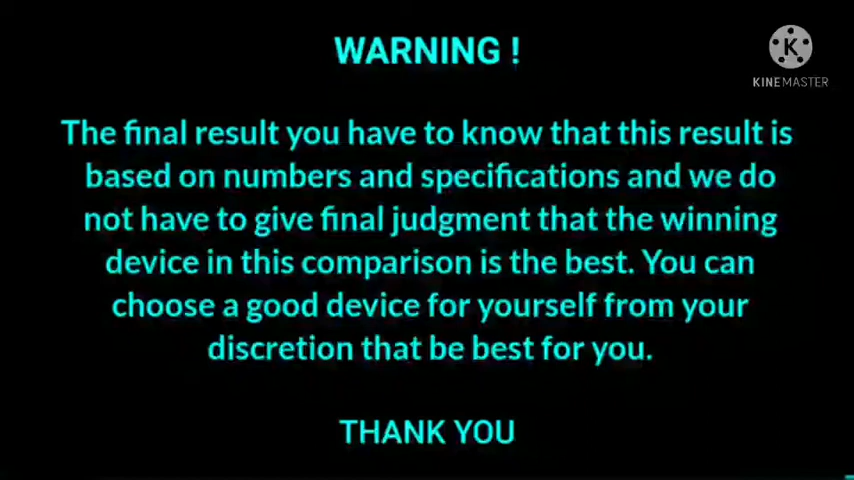 WARNING !
K
KINEMASTER
The final result you have to know that this result is
based on numbers and specifications and we do
not have to give final judgment that the winning
device in this comparison is the best. You can
choose a good device for yourself from your
discretion that be best for you.
THANK YOU